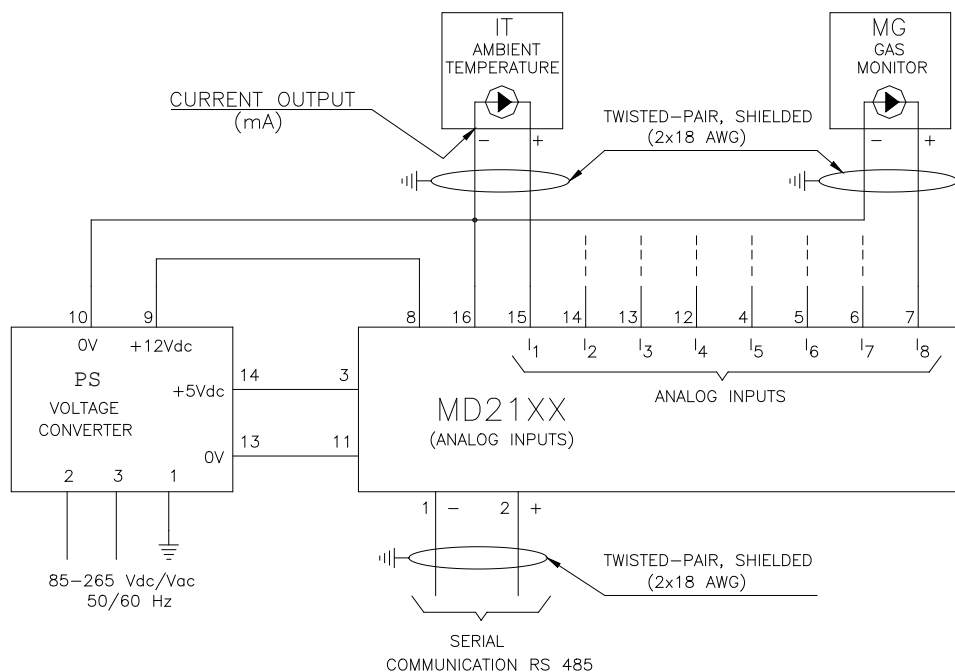 IT
AMBIENT
TEMPERATURE
MG
GAS
MONITOR
CURRENT OUTPUT
(mA)
TWISTED-PAIR, SHIELDED
(2x18 AWG)
- +
- +
10 9 8 16 15 14 13 12 4 5 6 7
0V +12Vdc
I1 I2 I3 I4 I5 I6 I7 I8
PS
VOLTAGE
CONVERTER
+5Vdc
14 3
0V
13 11
MD21XX
(ANALOG INPUTS)
ANALOG INPUTS
2 3 1
1 - 2 +
85-265 Vdc/Vac
50/60 Hz
TWISTED-PAIR, SHIELDED
(2x18 AWG)
SERIAL
COMMUNICATION RS 485